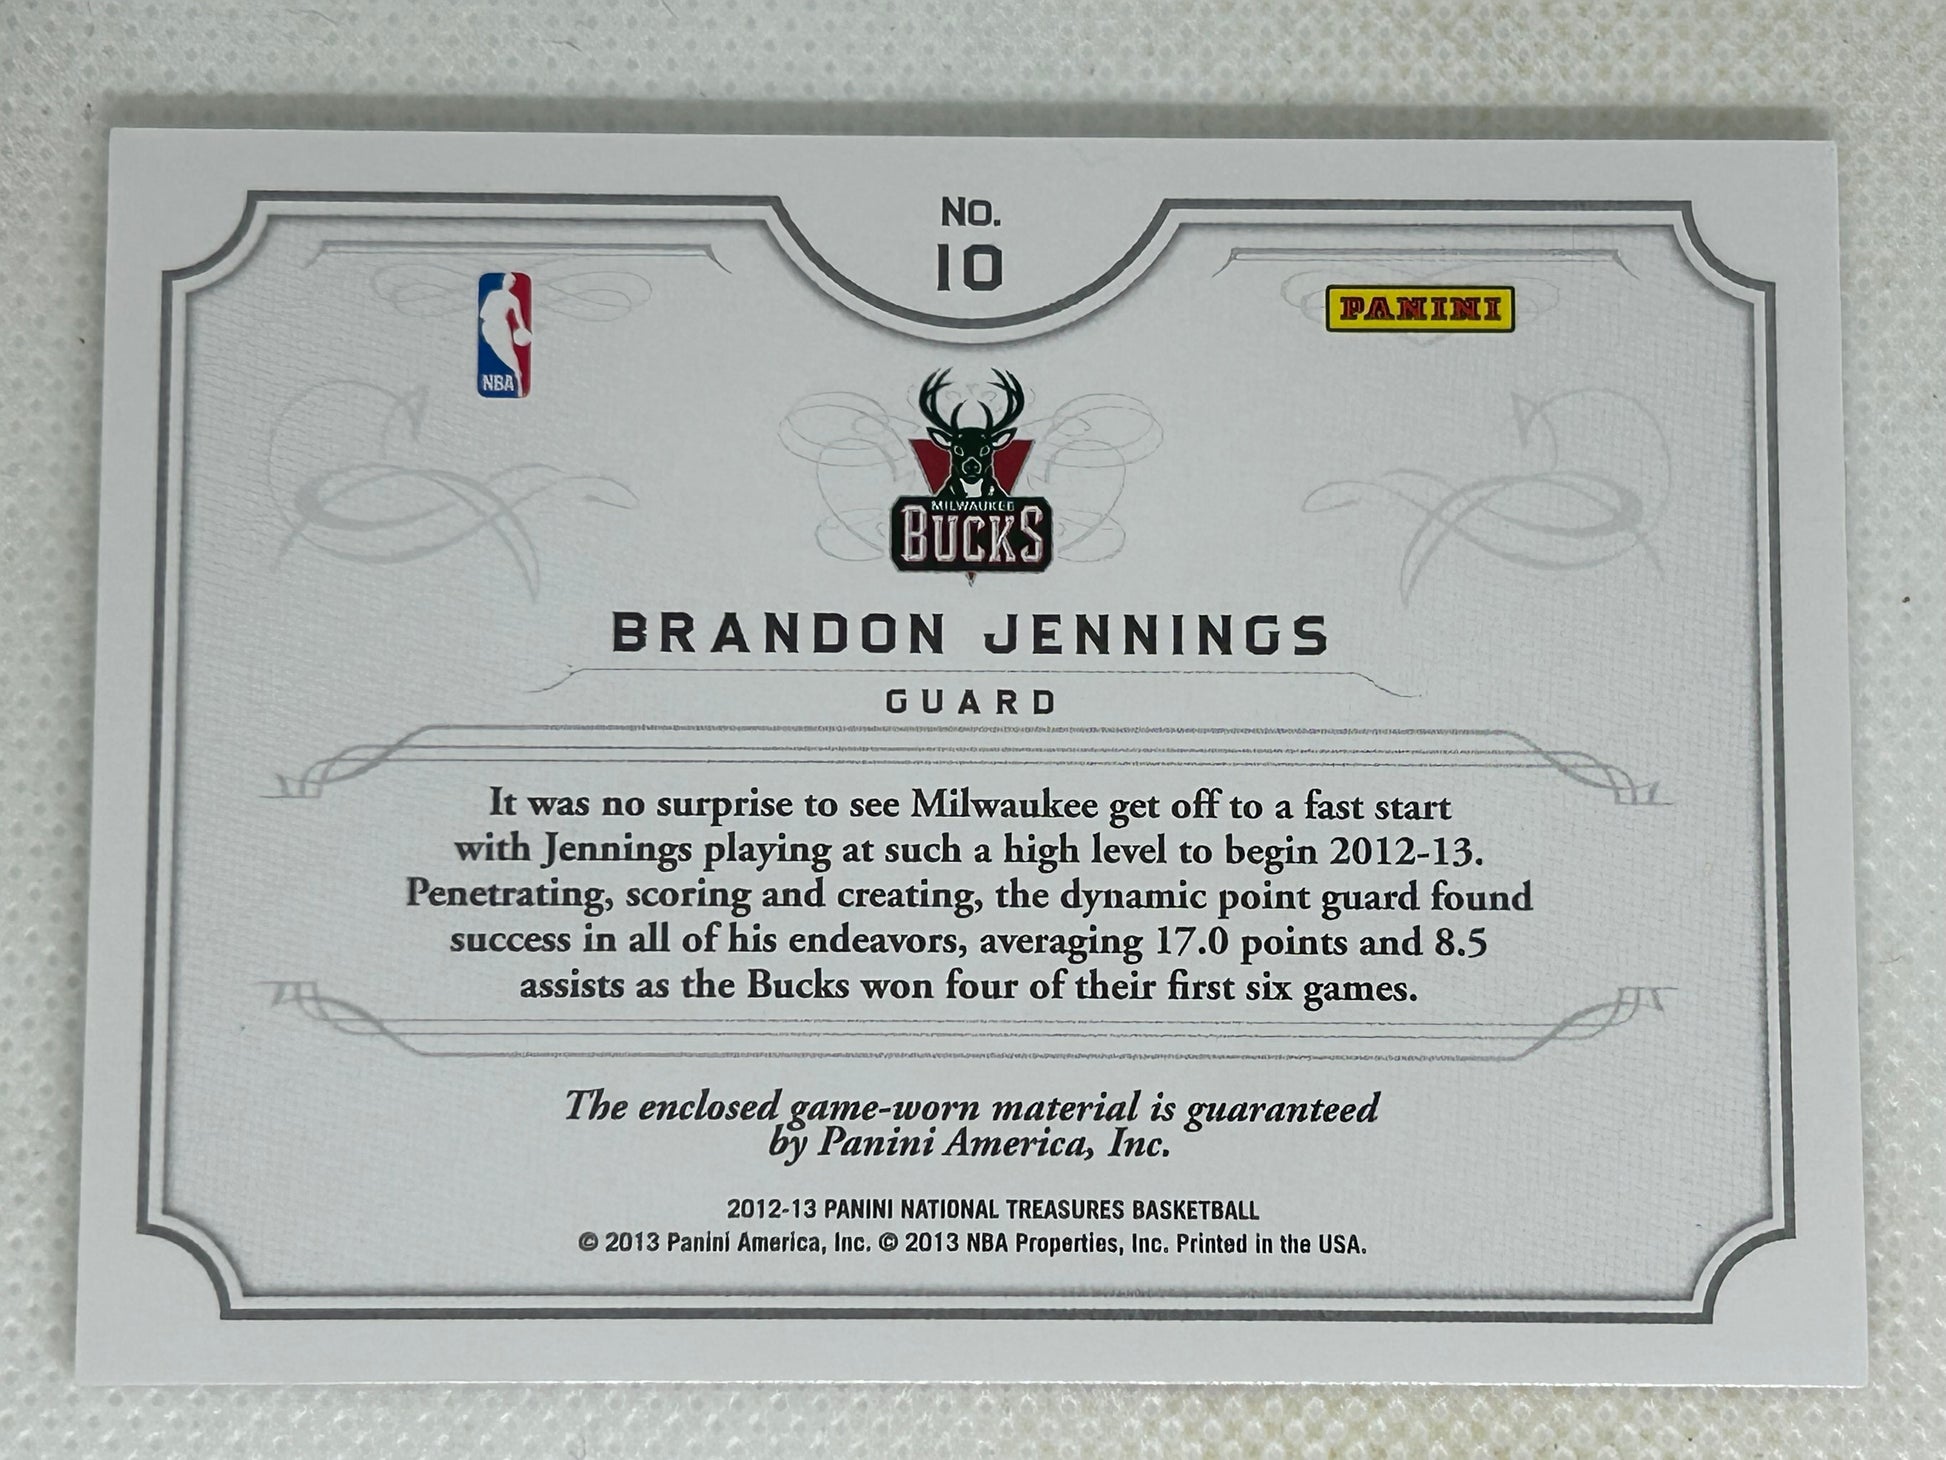 NO.
10
NBA
PANINI
MILWAUKEE
BUCKS
BRANDON JENNINGS
GUARD
It was no surprise to see Milwaukee get off to a fast start
with Jennings playing at such a high level to begin 2012-13.
Penetrating, scoring and creating, the dynamic point guard found
success in all of his endeavors, averaging 17.0 points and 8.5
assists as the Bucks won four of their first six games.
The enclosed game-worn material is guaranteed
by Panini America, Inc.
2012-13 PANINI NATIONAL TREASURES BASKETBALL
© 2013 Panini America, Inc. © 2013 NBA Properties, Inc. Printed in the USA.